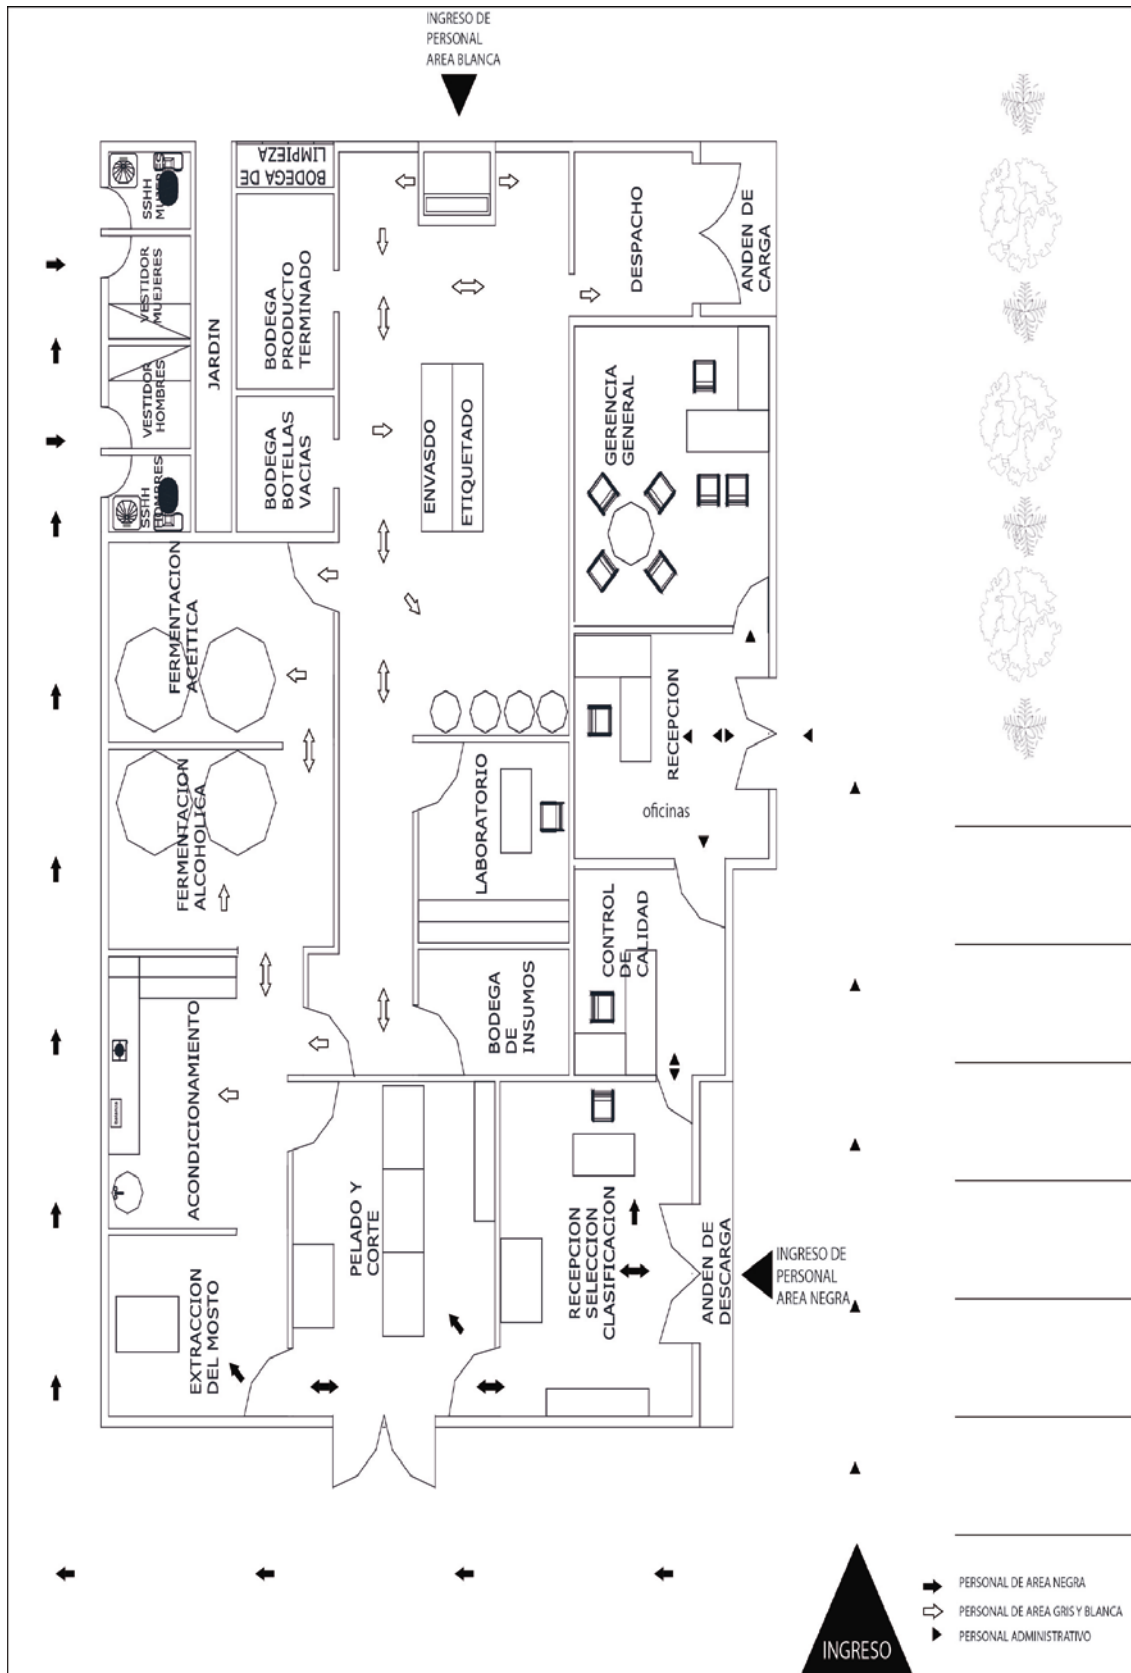 INGRESO DE
PERSONAL
AREA BLANCA
BODEGA DE
LIMPIEZA
SSHH
MUJERES
VESTIDOR
MUEJERES
VESTIDOR
HOMBRES
SSHH
HOMBRES
JARDIN
BODEGA
PRODUCTO
TERMINADO
BODEGA
BOTELLAS
VACIAS
ENVASDO
ETIQUETADO
DESPACHO
ANDEN DE
CARGA
GERENCIA
GENERAL
FERMENTACION
ACEITICA
FERMENTACION
ALCOHOLICA
RECEPCION
oficinas
LABORATORIO
CONTROL
DE
CALIDAD
BODEGA
DE
INSUMOS
ACONDICIONAMIENTO
PELADO Y
CORTE
EXTRACCION
DEL MOSTO
RECEPCION
SELECCION
CLASIFICACION
ANDEN DE
DESCARGA
INGRESO DE
PERSONAL
AREA NEGRA
INGRESO
PERSONAL DE AREA NEGRA
PERSONAL DE AREA GRIS Y BLANCA
PERSONAL ADMINISTRATIVO